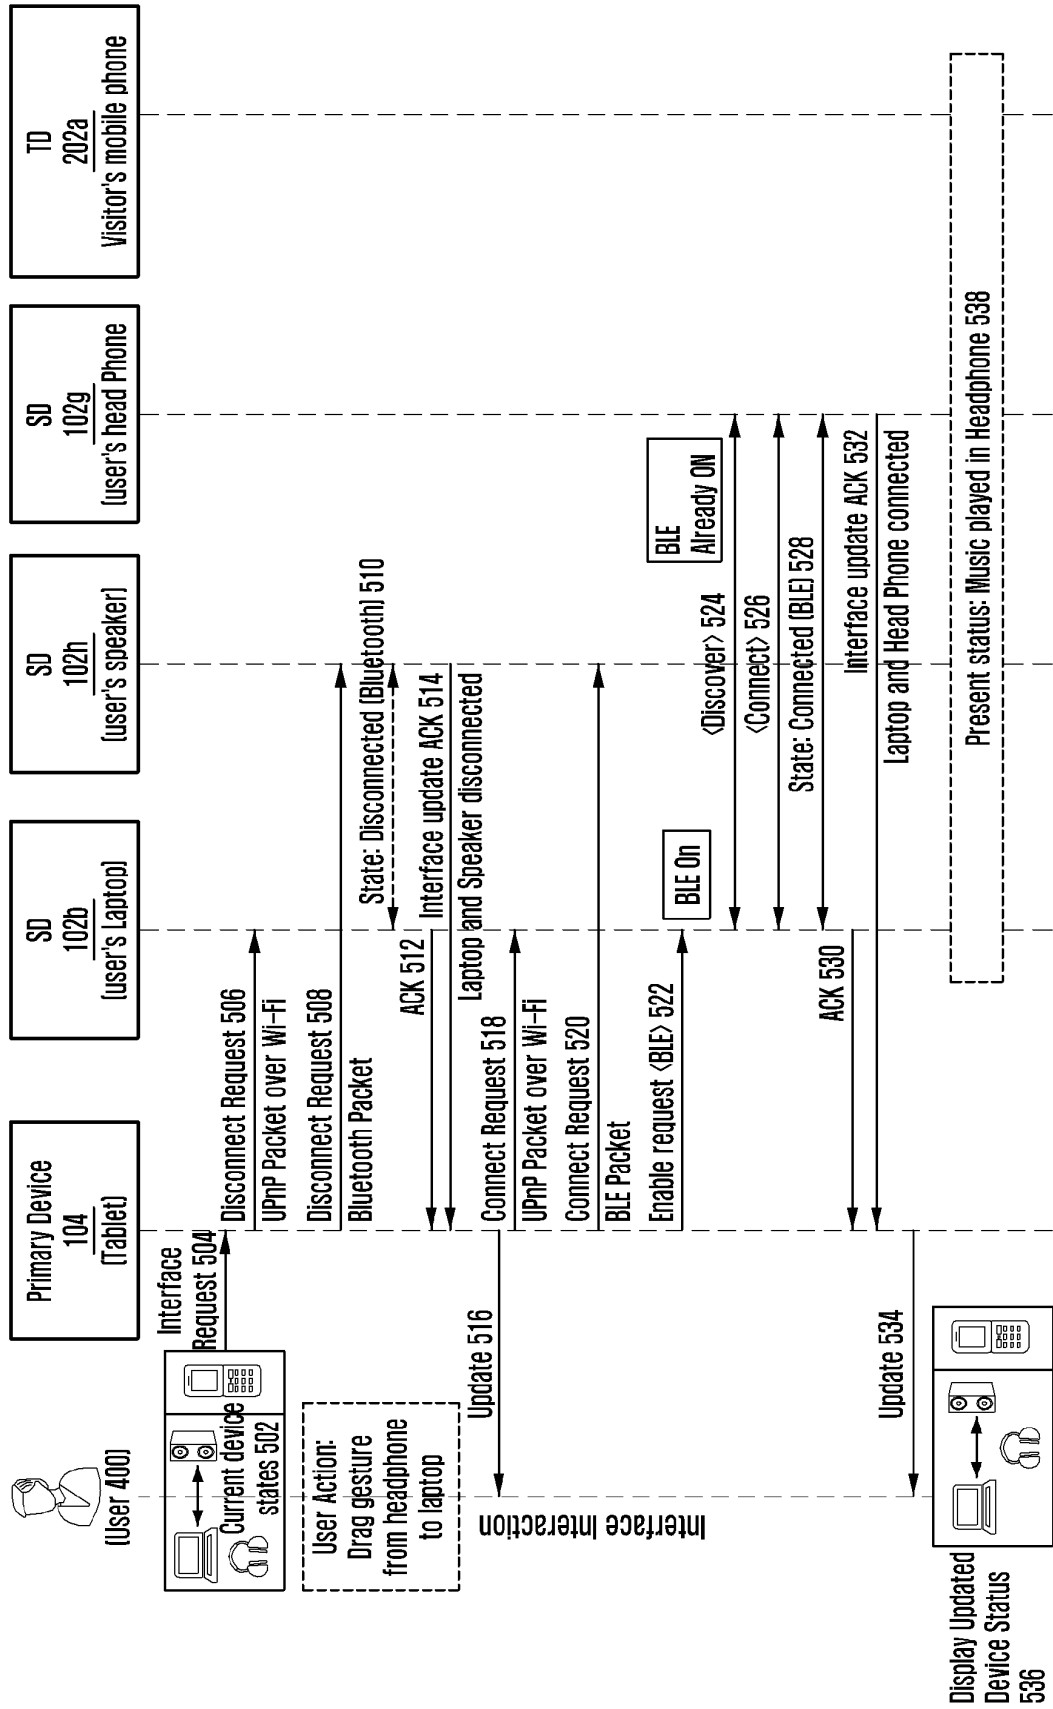 (User 400)
Primary Device
104
(Tablet)
SD
102b
(user's Laptop)
SD
102h
(user's speaker)
SD
102g
(user's head Phone
TD
202a
Visitor's mobile phone
Current device
states 502
Interface
Request 504
Disconnect Request 506
UPnP Packet over Wi-Fi
User Action:
Drag gesture
from headphone
to laptop
Disconnect Request 508
Bluetooth Packet
State: Disconnected (Bluetooth) 510
ACK 512
Interface update ACK 514
Laptop and Speaker disconnected
Update 516
Interface Interaction
Connect Request 518
UPnP Packet over Wi-Fi
Connect Request 520
BLE Packet
Enable request <BLE> 522
BLE On
BLE
Already ON
<Discover> 524
<Connect> 526
State: Connected (BLE) 528
ACK 530
Interface update ACK 532
Laptop and Head Phone connected
Update 534
Display Updated
Device Status
536
Present status: Music played in Headphone 538